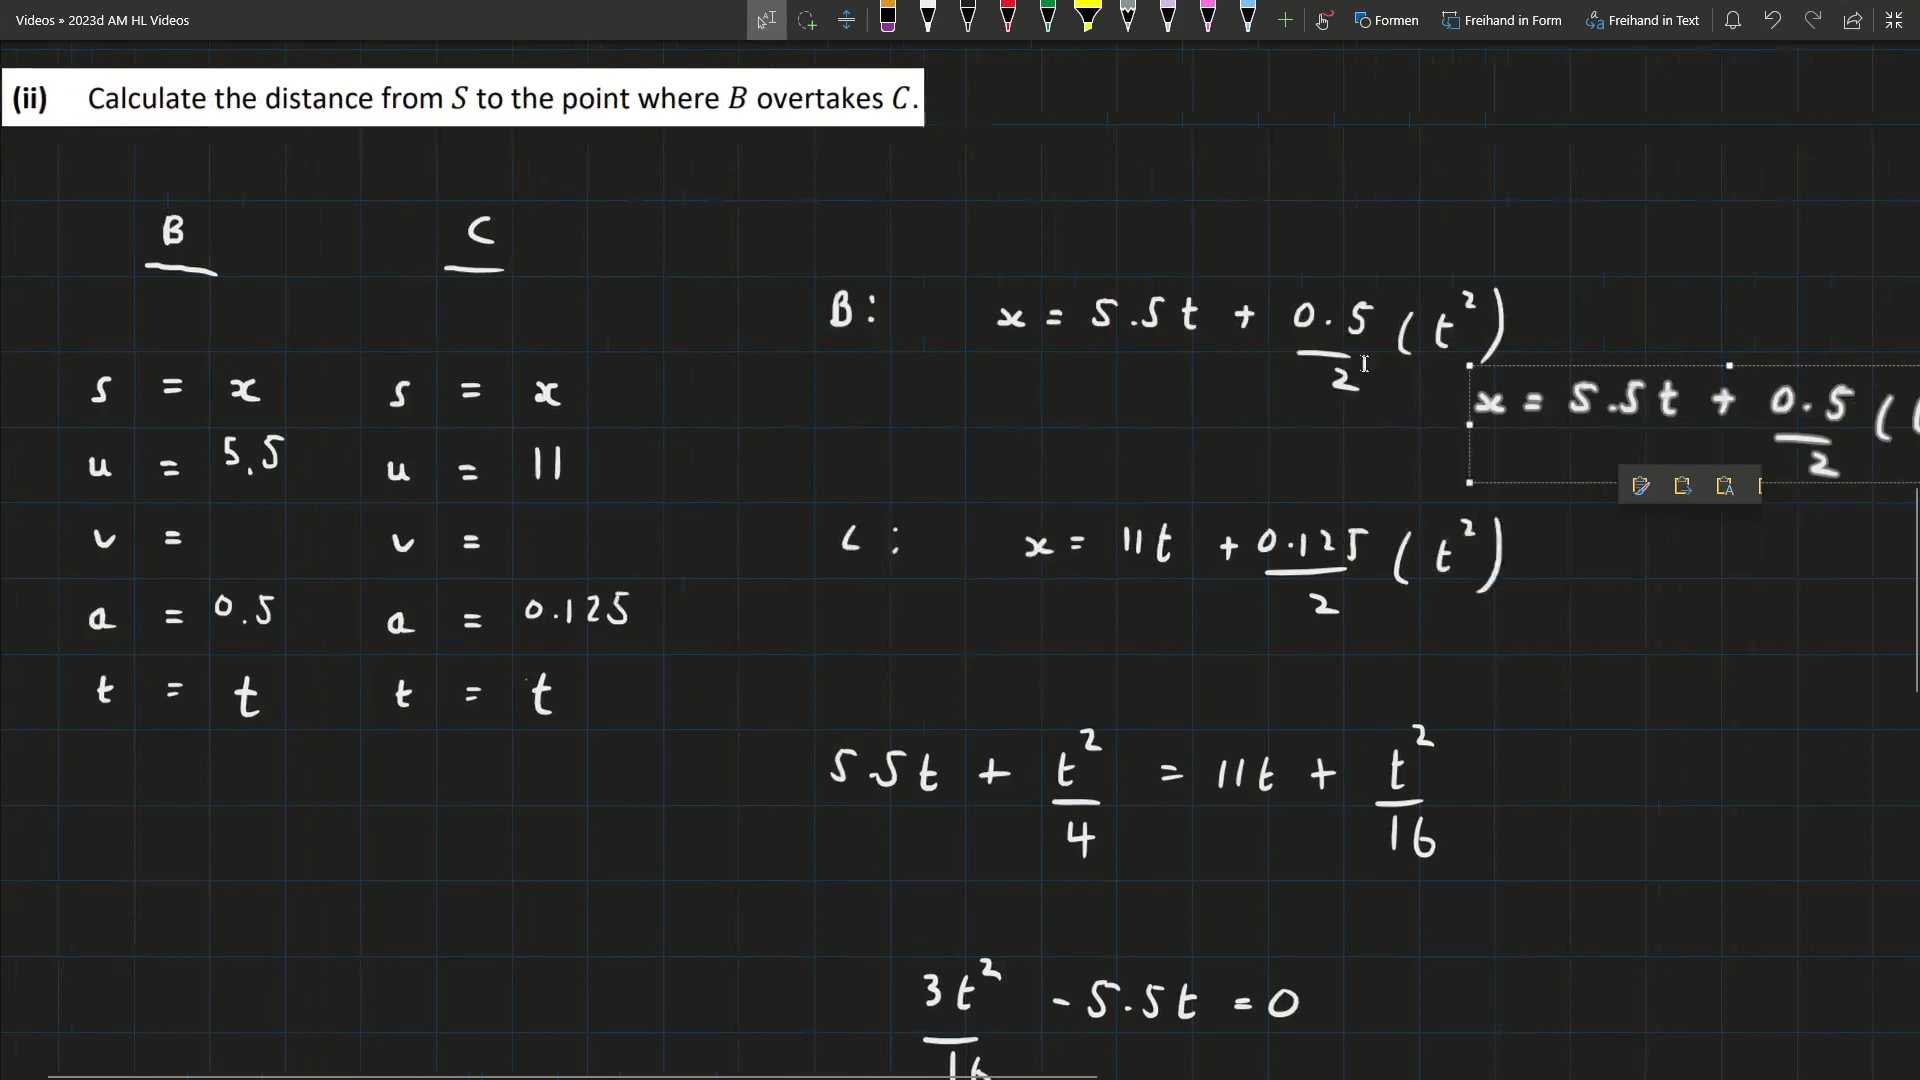 Videos » 2023d AM HL Videos
Formen
Freihand in Form
Freihand in Text
(ii) Calculate the distance from S to the point where B overtakes C.
B C
B: x = 5.5t + 0.5/2 (t²)
x = 5.5t + 0.5/2 (
s = x s = x
u = 5.5 u = 11
v = v =
C: x = 11t + 0.125/2 (t²)
a = 0.5 a = 0.125
t = t t = t
5.5t + t²/4 = 11t + t²/16
3t²/16 - 5.5t = 0